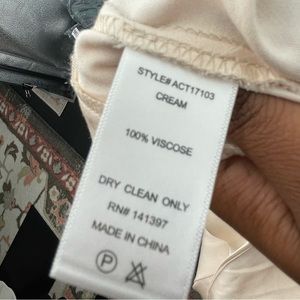 STYLE# ACT17103
CREAM
100% VISCOSE
DRY CLEAN ONLY
RN# 141397
MADE IN CHINA
P